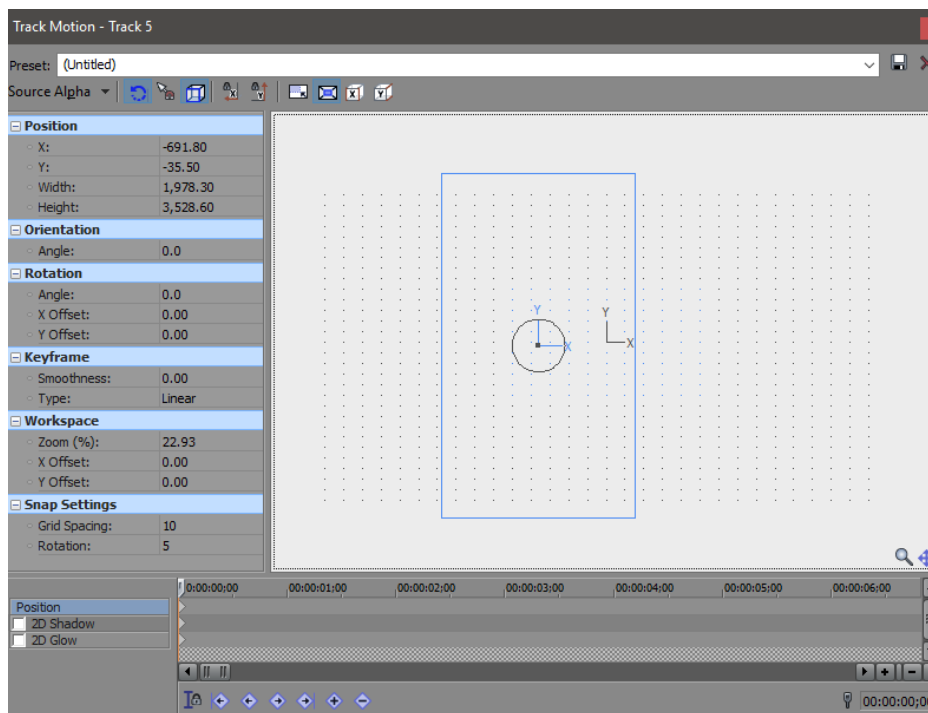 Track Motion - Track 5
Preset: (Untitled)
Source Alpha
Position
X: -691.80
Y: -35.50
Width: 1,978.30
Height: 3,528.60
Orientation
Angle: 0.0
Rotation
Angle: 0.0
X Offset: 0.00
Y Offset: 0.00
Keyframe
Smoothness: 0.00
Type: Linear
Workspace
Zoom (%): 22.93
X Offset: 0.00
Y Offset: 0.00
Snap Settings
Grid Spacing: 10
Rotation: 5
Y
X
Y
X
0:00:00;00 00:00:01;00 00:00:02;00 00:00:03;00 00:00:04;00 00:00:05;00 00:00:06;00
Position
2D Shadow
2D Glow
00:00:00;0